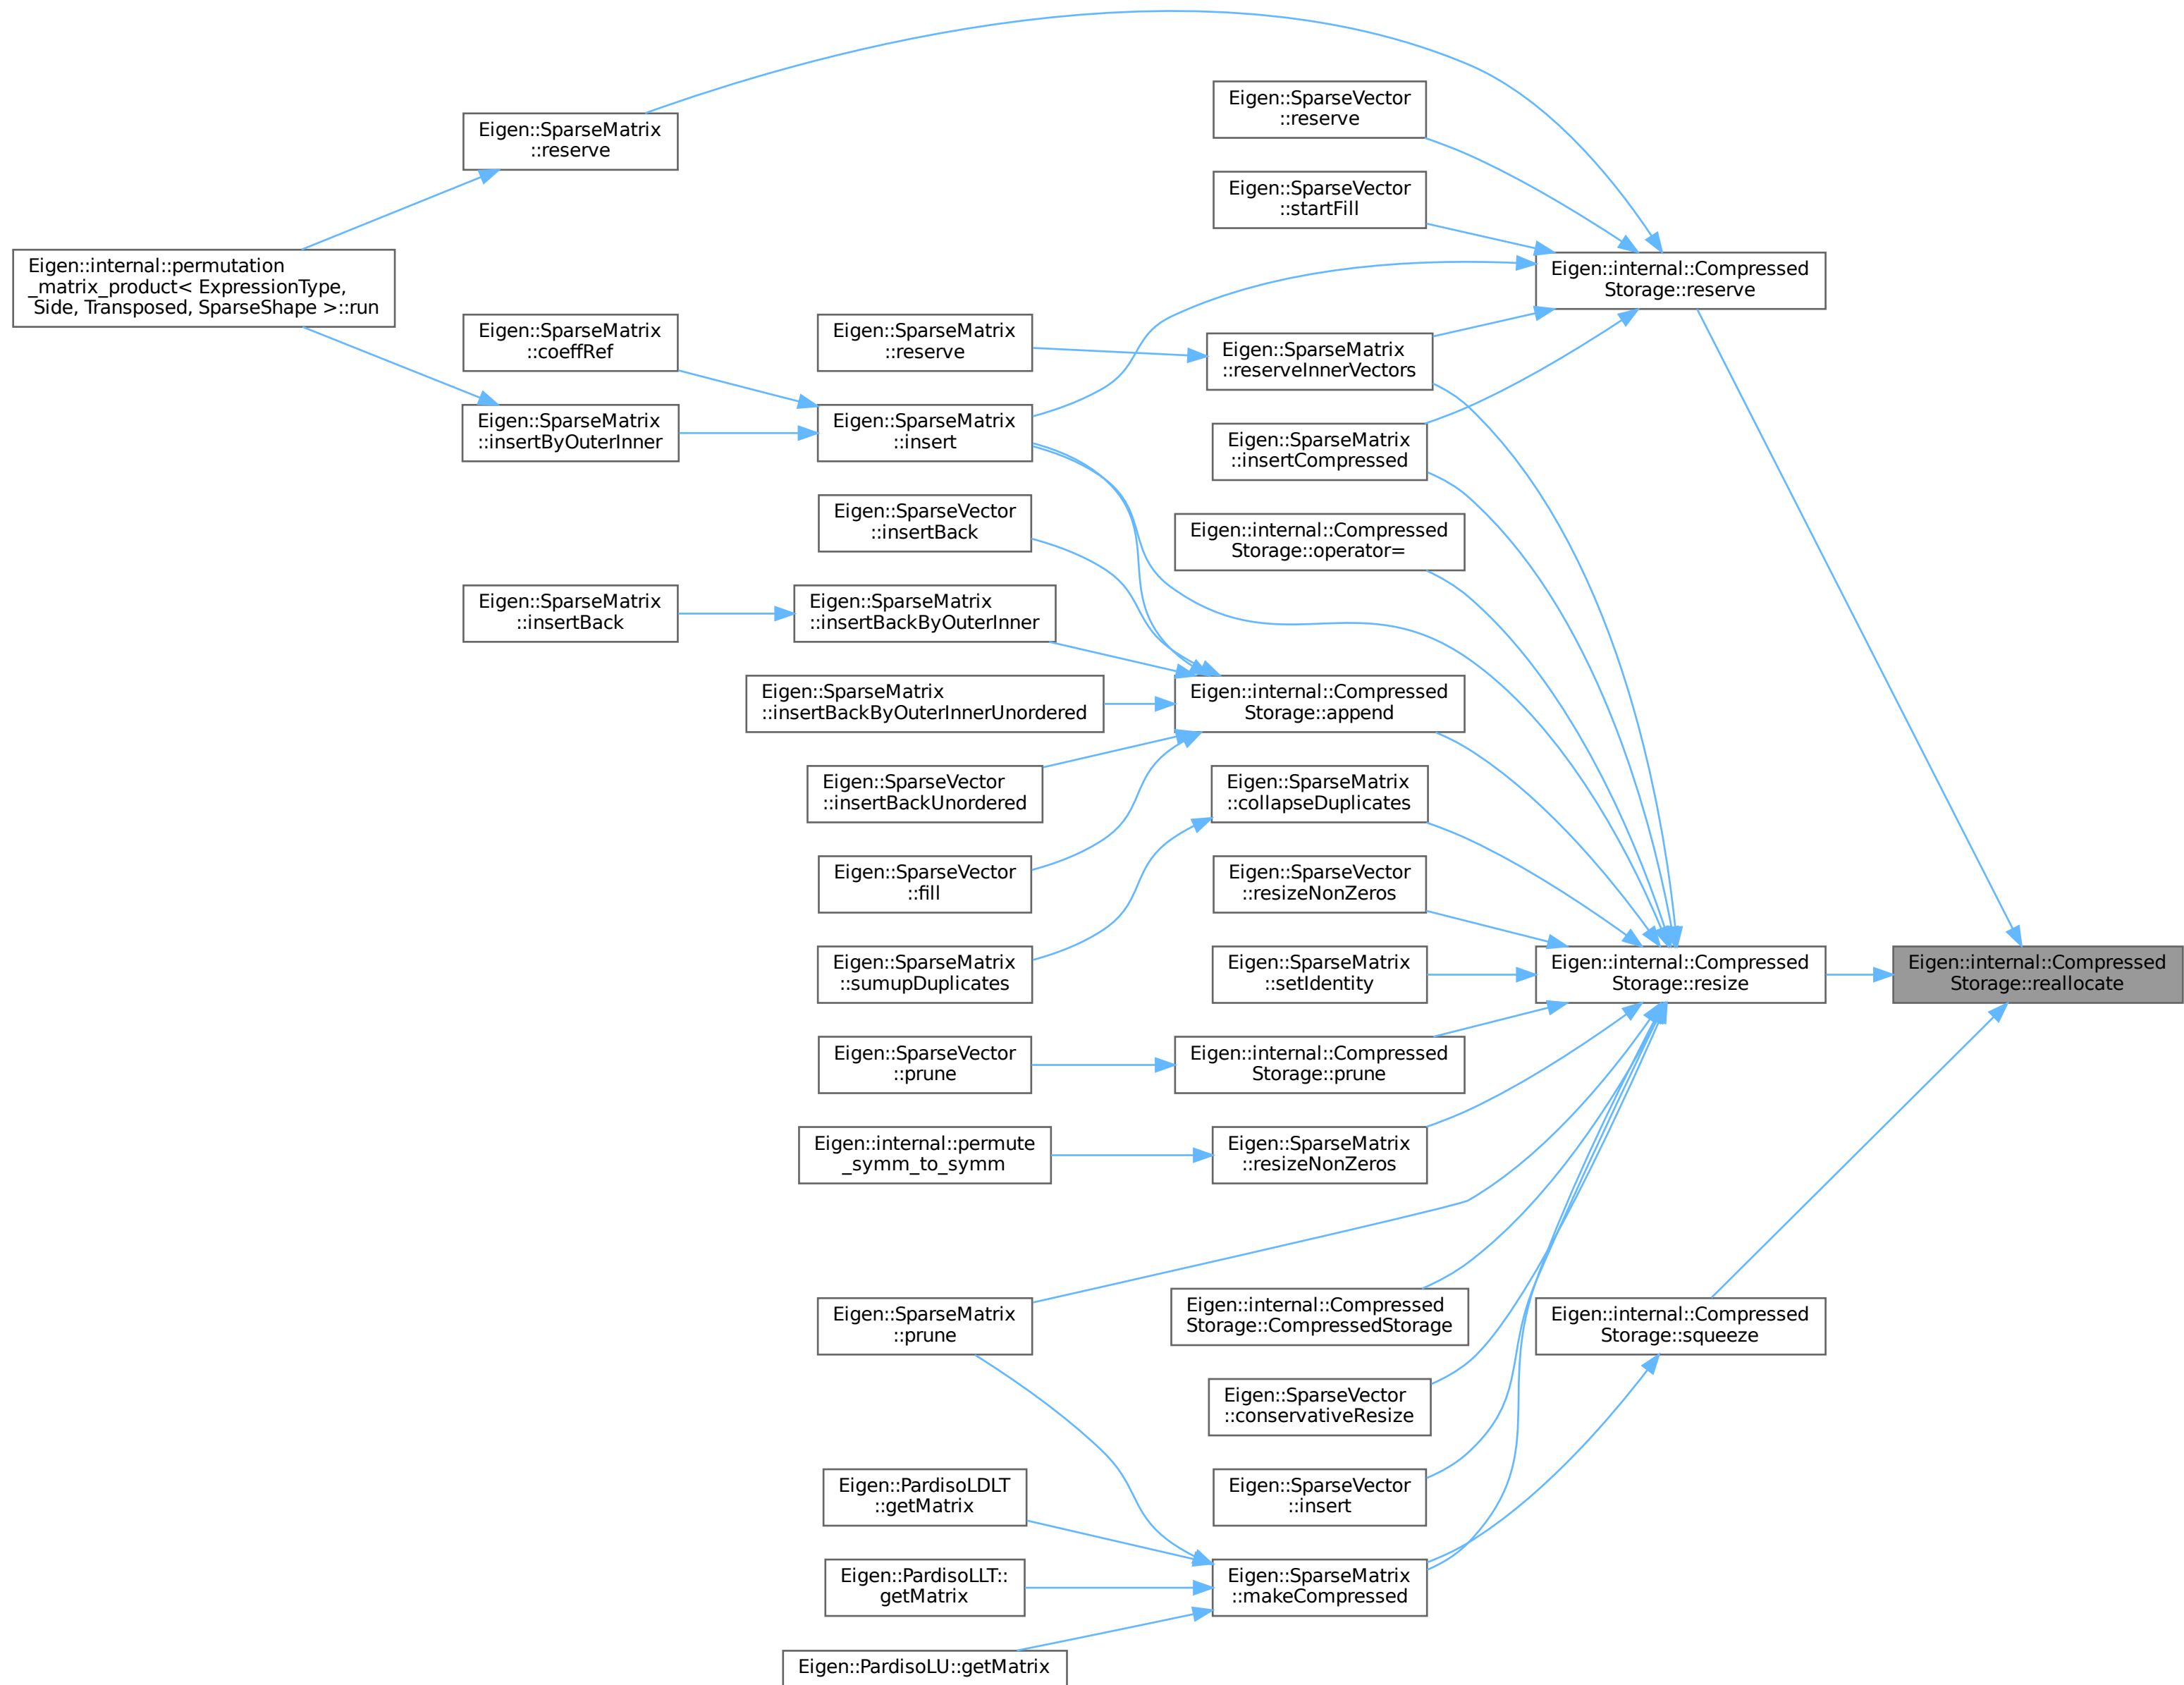 Eigen::SparseVector
::reserve
Eigen::SparseMatrix
::reserve
Eigen::SparseVector
::startFill
Eigen::internal::permutation
_matrix_product< ExpressionType,
Side, Transposed, SparseShape >::run
Eigen::internal::Compressed
Storage::reserve
Eigen::SparseMatrix
::coeffRef
Eigen::SparseMatrix
::reserve
Eigen::SparseMatrix
::reserveInnerVectors
Eigen::SparseMatrix
::insertByOuterInner
Eigen::SparseMatrix
::insert
Eigen::SparseMatrix
::insertCompressed
Eigen::SparseVector
::insertBack
Eigen::internal::Compressed
Storage::operator=
Eigen::SparseMatrix
::insertBack
Eigen::SparseMatrix
::insertBackByOuterInner
Eigen::SparseMatrix
::insertBackByOuterInnerUnordered
Eigen::internal::Compressed
Storage::append
Eigen::SparseVector
::insertBackUnordered
Eigen::SparseMatrix
::collapseDuplicates
Eigen::SparseVector
::fill
Eigen::SparseVector
::resizeNonZeros
Eigen::SparseMatrix
::sumupDuplicates
Eigen::SparseMatrix
::setIdentity
Eigen::internal::Compressed
Storage::resize
Eigen::internal::Compressed
Storage::reallocate
Eigen::SparseVector
::prune
Eigen::internal::Compressed
Storage::prune
Eigen::internal::permute
_symm_to_symm
Eigen::SparseMatrix
::resizeNonZeros
Eigen::SparseMatrix
::prune
Eigen::internal::Compressed
Storage::CompressedStorage
Eigen::internal::Compressed
Storage::squeeze
Eigen::SparseVector
::conservativeResize
Eigen::PardisoLDLT
::getMatrix
Eigen::SparseVector
::insert
Eigen::PardisoLLT::
getMatrix
Eigen::SparseMatrix
::makeCompressed
Eigen::PardisoLU::getMatrix